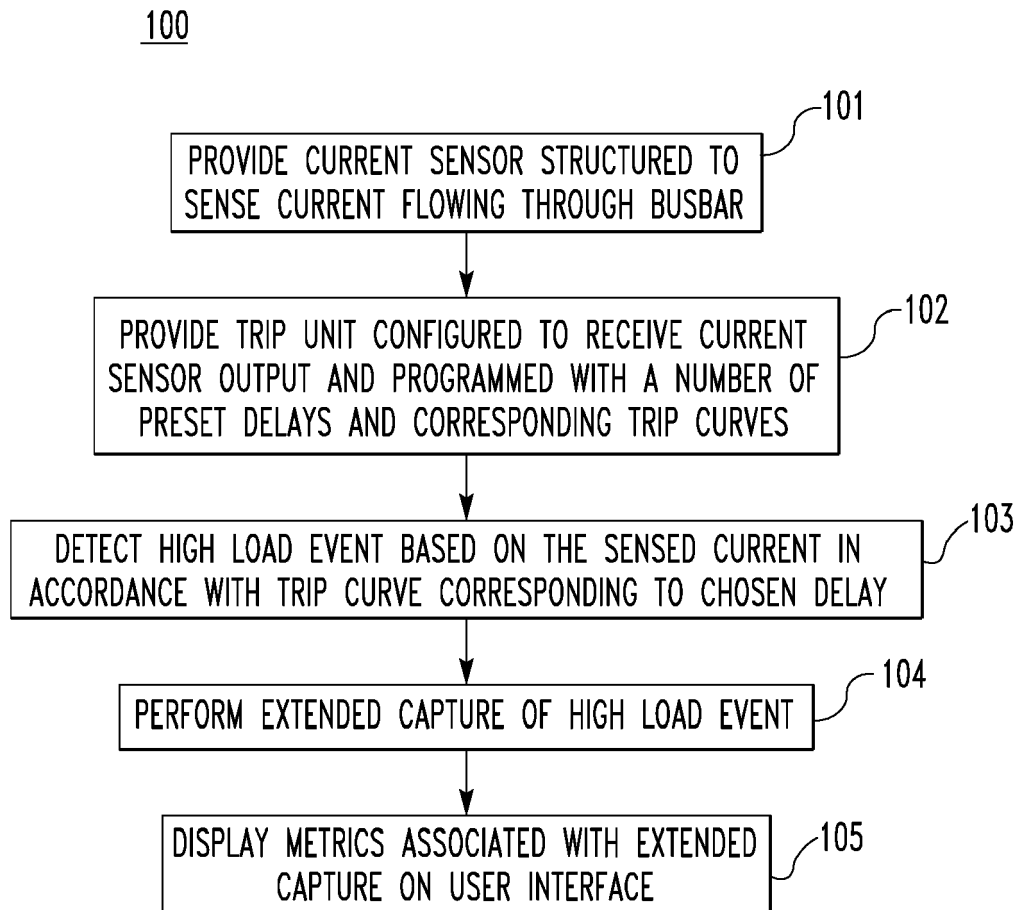 100
101
PROVIDE CURRENT SENSOR STRUCTURED TO
SENSE CURRENT FLOWING THROUGH BUSBAR
102
PROVIDE TRIP UNIT CONFIGURED TO RECEIVE CURRENT
SENSOR OUTPUT AND PROGRAMMED WITH A NUMBER OF
PRESET DELAYS AND CORRESPONDING TRIP CURVES
103
DETECT HIGH LOAD EVENT BASED ON THE SENSED CURRENT IN
ACCORDANCE WITH TRIP CURVE CORRESPONDING TO CHOSEN DELAY
104
PERFORM EXTENDED CAPTURE OF HIGH LOAD EVENT
105
DISPLAY METRICS ASSOCIATED WITH EXTENDED
CAPTURE ON USER INTERFACE